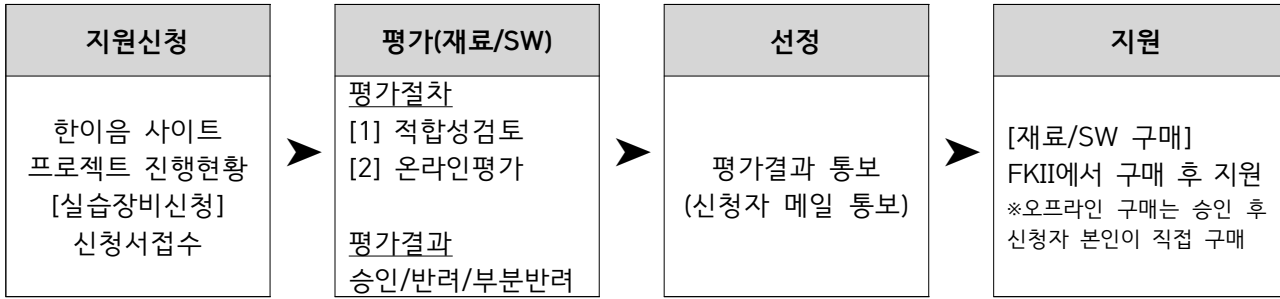 지원신청
한이음 사이트
프로젝트 진행현황
[실습장비신청]
신청서접수
➤
평가(재료/SW)
평가절차
[1] 적합성검토
[2] 온라인평가
평가결과
승인/반려/부분반려
➤
선정
평가결과 통보
(신청자 메일 통보)
➤
지원
[재료/SW 구매]
FKII에서 구매 후 지원
※오프라인 구매는 승인 후
신청자 본인이 직접 구매